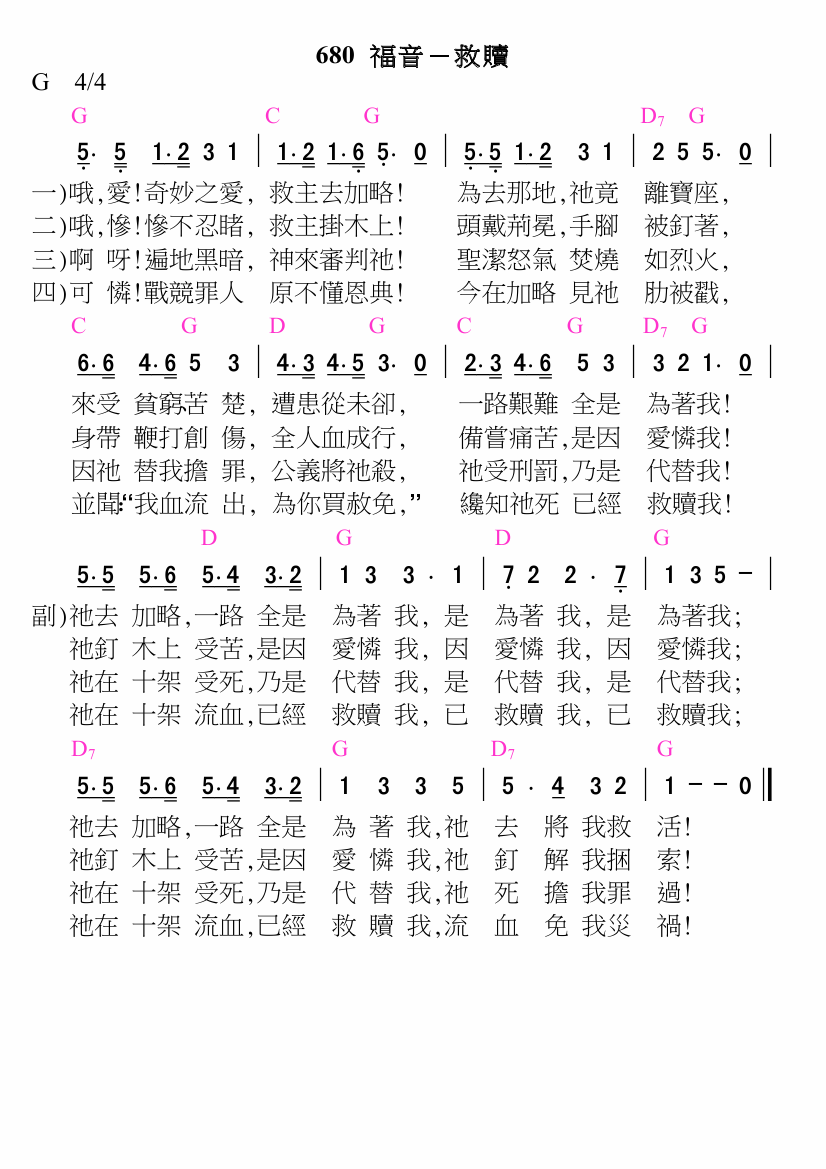 680 福音－救贖
G 4/4
G C G D7 G
5· 5 1·2 3 1 | 1·2 1·6 5· 0 | 5·5 1·2 3 1 | 2 5 5· 0 |
一)哦,愛!奇妙之愛, 救主去加略! 為去那地,祂竟 離寶座,
二)哦,慘!慘不忍睹, 救主掛木上! 頭戴荊冕,手腳 被釘著,
三)啊 呀!遍地黑暗, 神來審判祂! 聖潔怒氣 焚燒 如烈火,
四)可 憐!戰競罪人 原不懂恩典! 今在加略 見祂 肋被戳,
C G D G C G D7 G
6·6 4·6 5 3 | 4·3 4·5 3· 0 | 2·3 4·6 5 3 | 3 2 1· 0 |
來受 貧窮苦 楚, 遭患從未卻, 一路艱難 全是 為著我!
身帶 鞭打創 傷, 全人血成行, 備嘗痛苦,是因 愛憐我!
因祂 替我擔 罪, 公義將祂殺, 祂受刑罰,乃是 代替我!
並聞:“我血流 出, 為你買赦免,” 纔知祂死 已經 救贖我!
D G D G
5·5 5·6 5·4 3·2 | 1 3 3 · 1 | 7 2 2 · 7 | 1 3 5 － |
副)祂去 加略,一路 全是 為著 我, 是 為著 我, 是 為著我;
祂釘 木上 受苦,是因 愛憐 我, 因 愛憐 我, 因 愛憐我;
祂在 十架 受死,乃是 代替 我, 是 代替 我, 是 代替我;
祂在 十架 流血,已經 救贖 我, 已 救贖 我, 已 救贖我;
D7 G D7 G
5·5 5·6 5·4 3·2 | 1 3 3 5 | 5 · 4 3 2 | 1 － － 0 ||
祂去 加略,一路 全是 為 著 我,祂 去 將 我救 活!
祂釘 木上 受苦,是因 愛 憐 我,祂 釘 解 我捆 索!
祂在 十架 受死,乃是 代 替 我,祂 死 擔 我罪 過!
祂在 十架 流血,已經 救 贖 我,流 血 免 我災 禍!